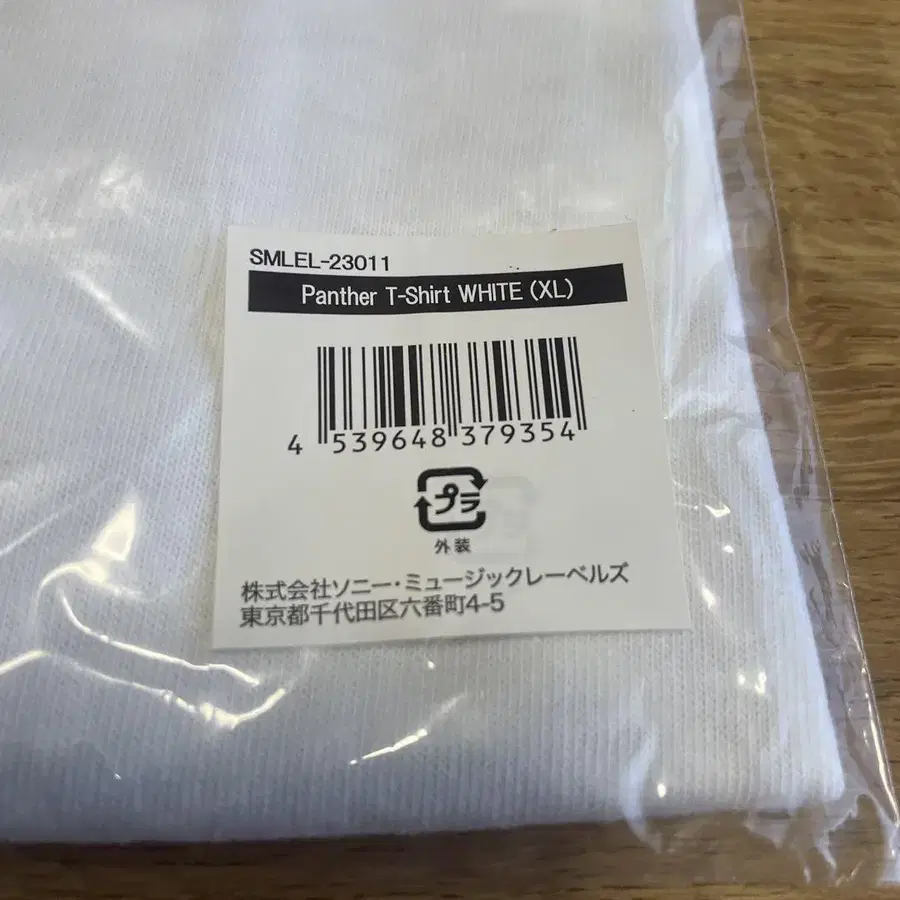 SMLEL-23011
Panther T-Shirt WHITE (XL)
4 539648 379354
プラ
外装
株式会社ソニー・ミュージックレーベルズ
東京都千代田区六番町4-5